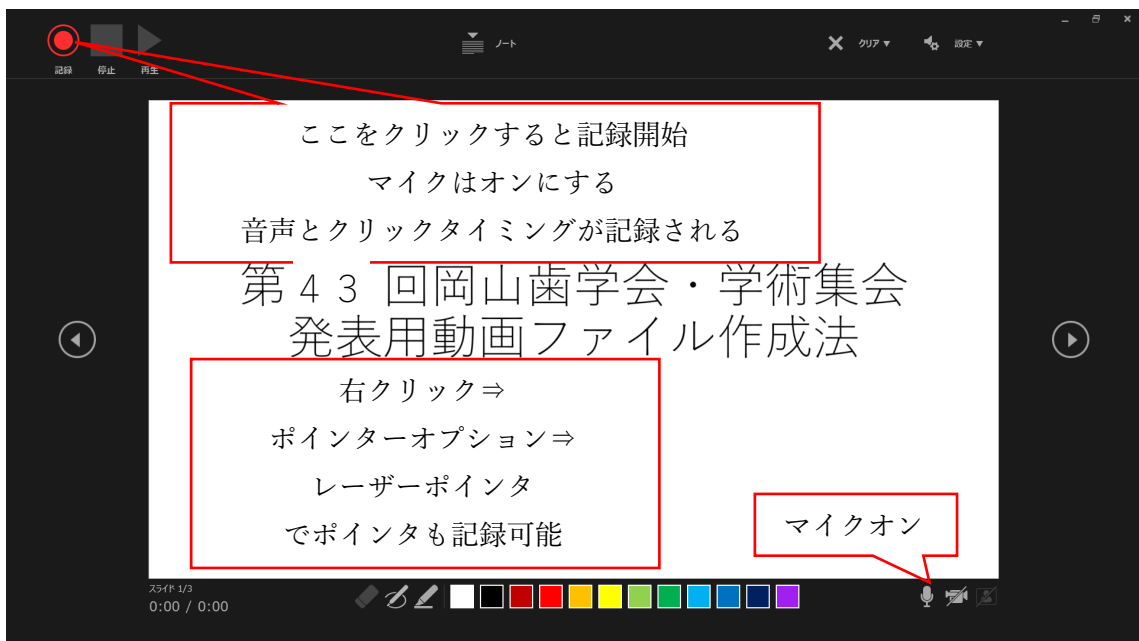 記録 停止 再生
ノート
クリア ▼
設定 ▼
ここをクリックすると記録開始
マイクはオンにする
音声とクリックタイミングが記録される
第43回岡山歯学会・学術集会
発表用動画ファイル作成法
右クリック⇒
ポインターオプション⇒
レーザーポインタ
でポインタも記録可能
マイクオン
スライド 1/3
0:00 / 0:00